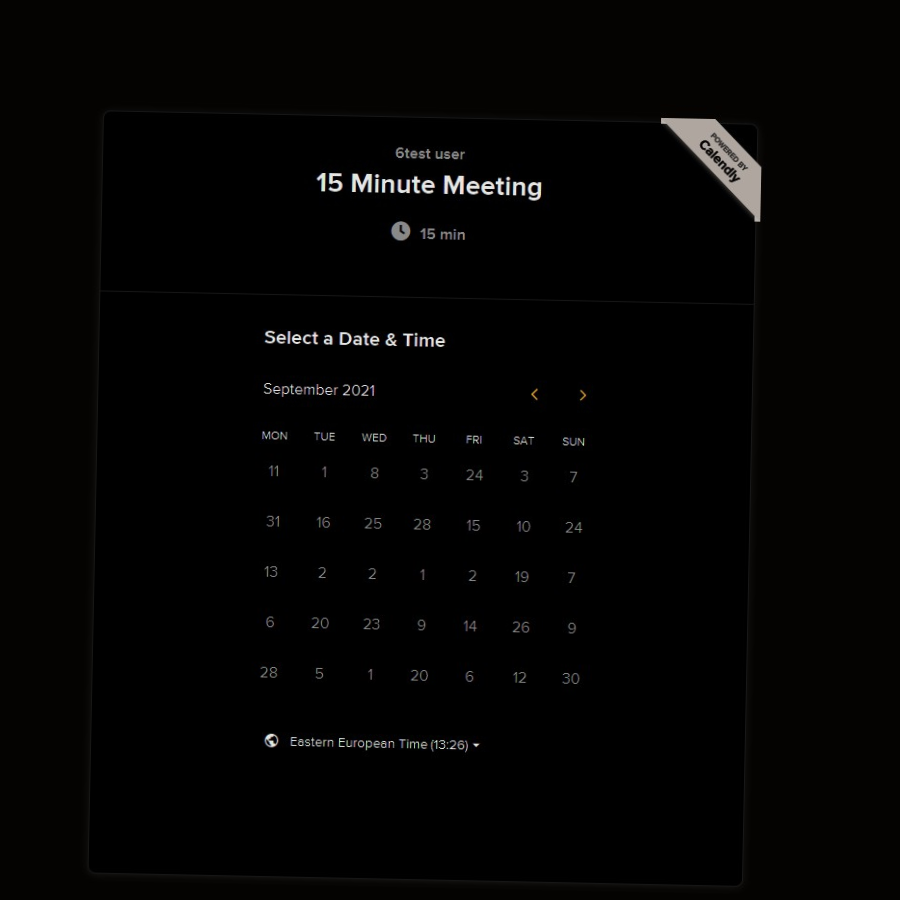 POWERED BY
Calendly
6test user
15 Minute Meeting
15 min
Select a Date & Time
September 2021
MON TUE WED THU FRI SAT SUN
11 1 8 3 24 3 7
31 16 25 28 15 10 24
13 2 2 1 2 19 7
6 20 23 9 14 26 9
28 5 1 20 6 12 30
Eastern European Time (13:26)